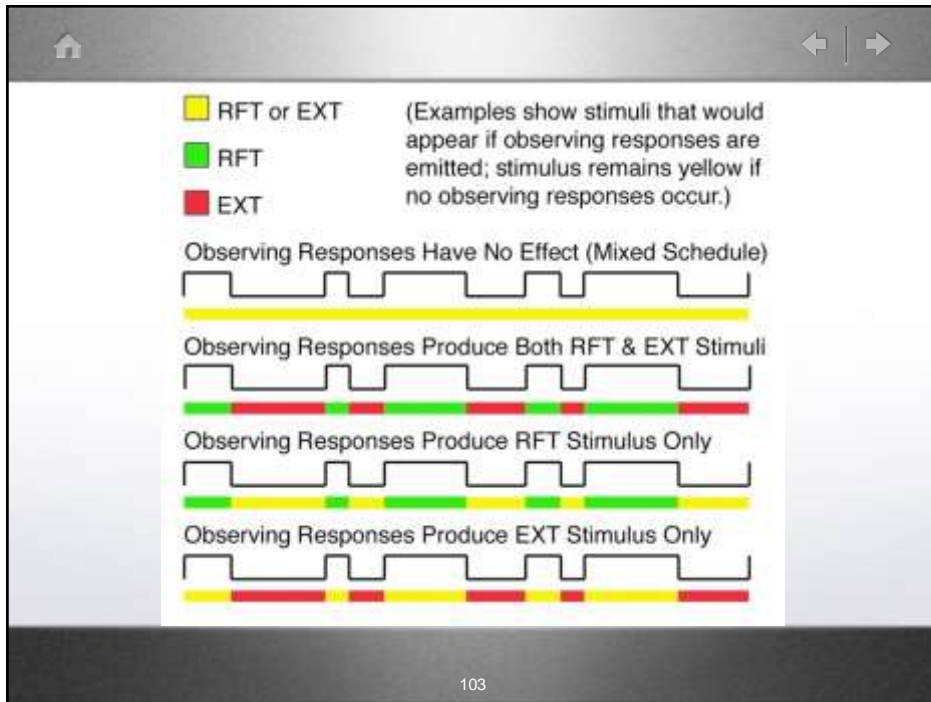 RFT or EXT
RFT
EXT
(Examples show stimuli that would
appear if observing responses are
emitted; stimulus remains yellow if
no observing responses occur.)
Observing Responses Have No Effect (Mixed Schedule)
Observing Responses Produce Both RFT & EXT Stimuli
Observing Responses Produce RFT Stimulus Only
Observing Responses Produce EXT Stimulus Only
103